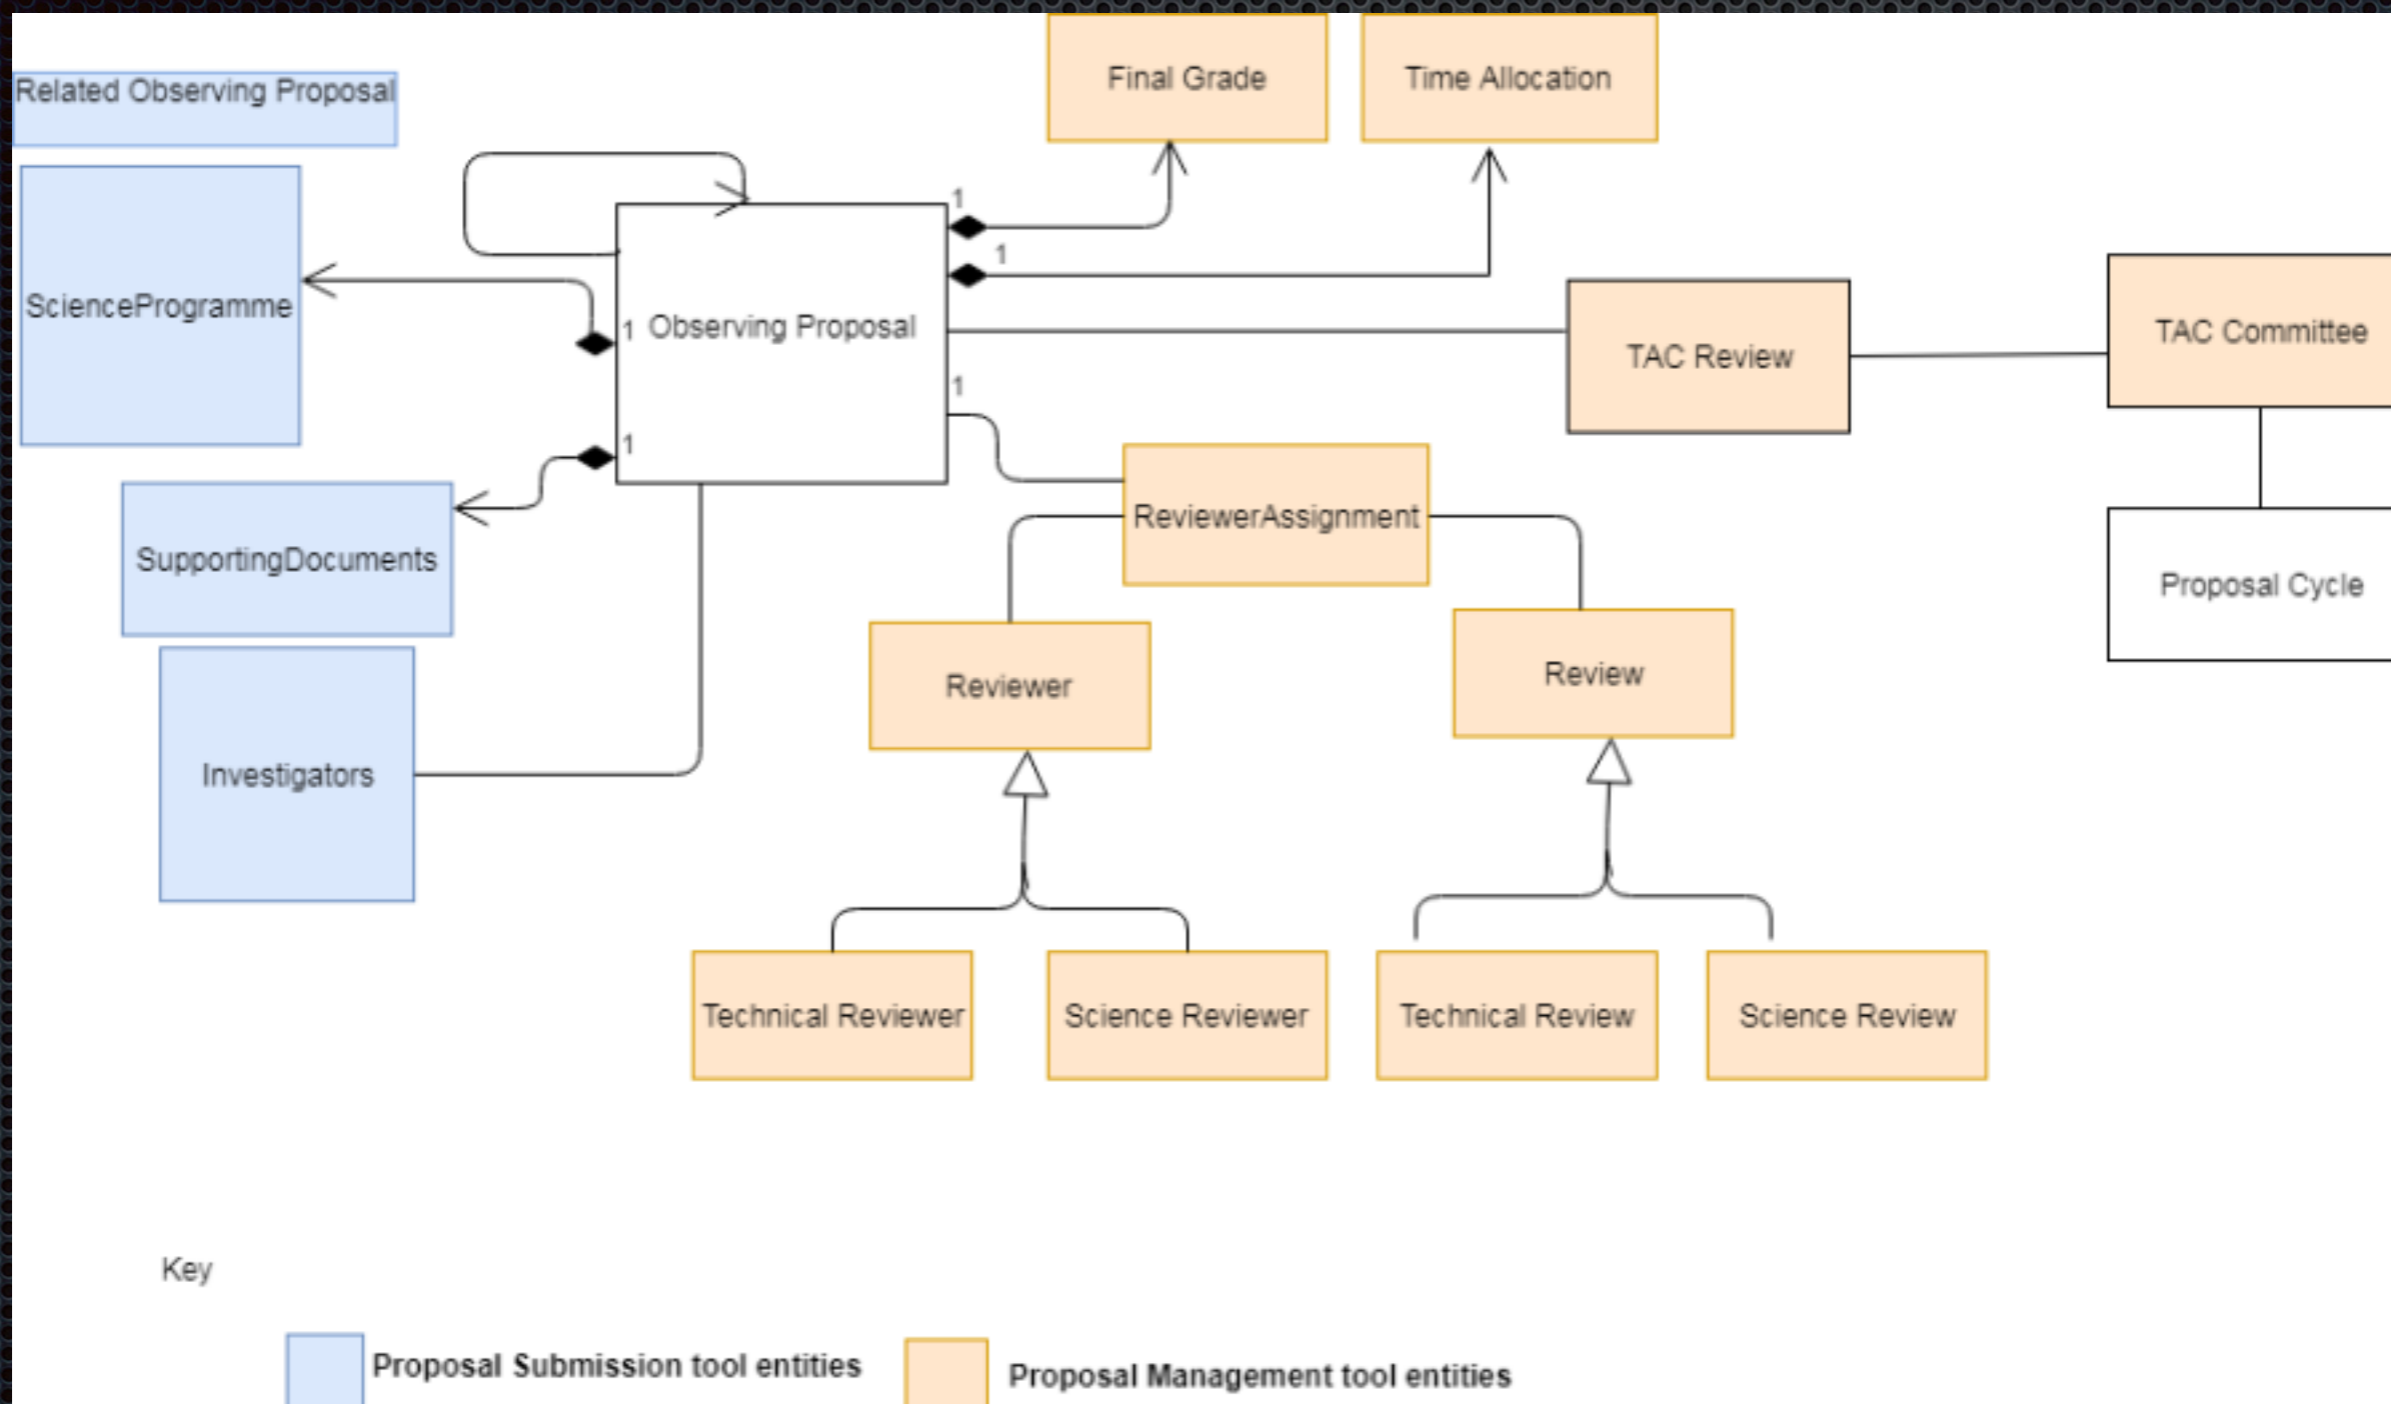 Final Grade
Time Allocation
Related Observing Proposal
1
1
ScienceProgramme
1
Observing Proposal
TAC Review
TAC Committee
1
1
ReviewerAssignment
SupportingDocuments
Proposal Cycle
Reviewer
Review
Investigators
Technical Reviewer
Science Reviewer
Technical Review
Science Review
Key
Proposal Submission tool entities
Proposal Management tool entities